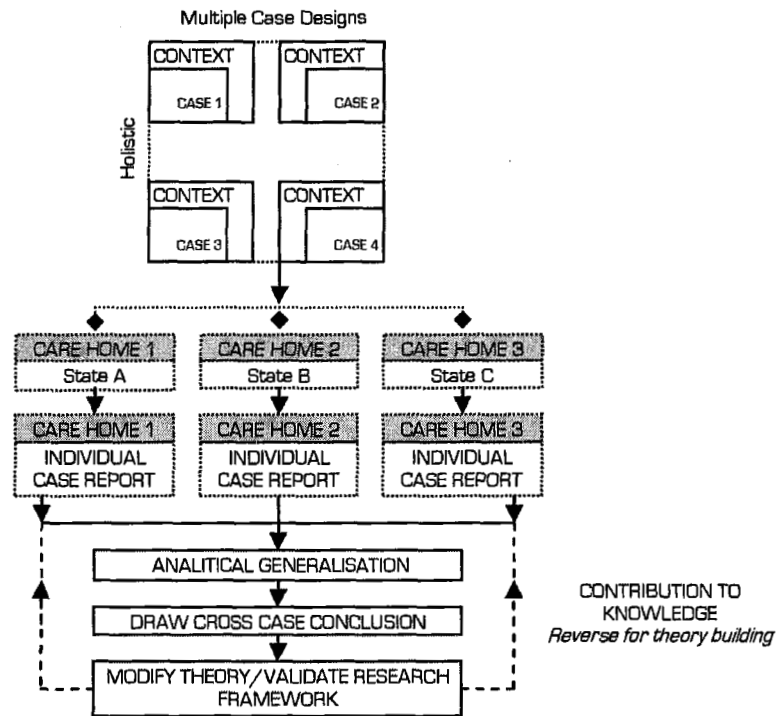 Multiple Case Designs
CONTEXT
CASE 1
CONTEXT
CASE 2
Holistic
CONTEXT
CASE 3
CONTEXT
CASE 4
CARE HOME 1
State A
CARE HOME 2
State B
CARE HOME 3
State C
CARE HOME 1
INDIVIDUAL
CASE REPORT
CARE HOME 2
INDIVIDUAL
CASE REPORT
CARE HOME 3
INDIVIDUAL
CASE REPORT
ANALITICAL GENERALISATION
DRAW CROSS CASE CONCLUSION
MODIFY THEORY/VALIDATE RESEARCH
FRAMEWORK
CONTRIBUTION TO
KNOWLEDGE
Reverse for theory building